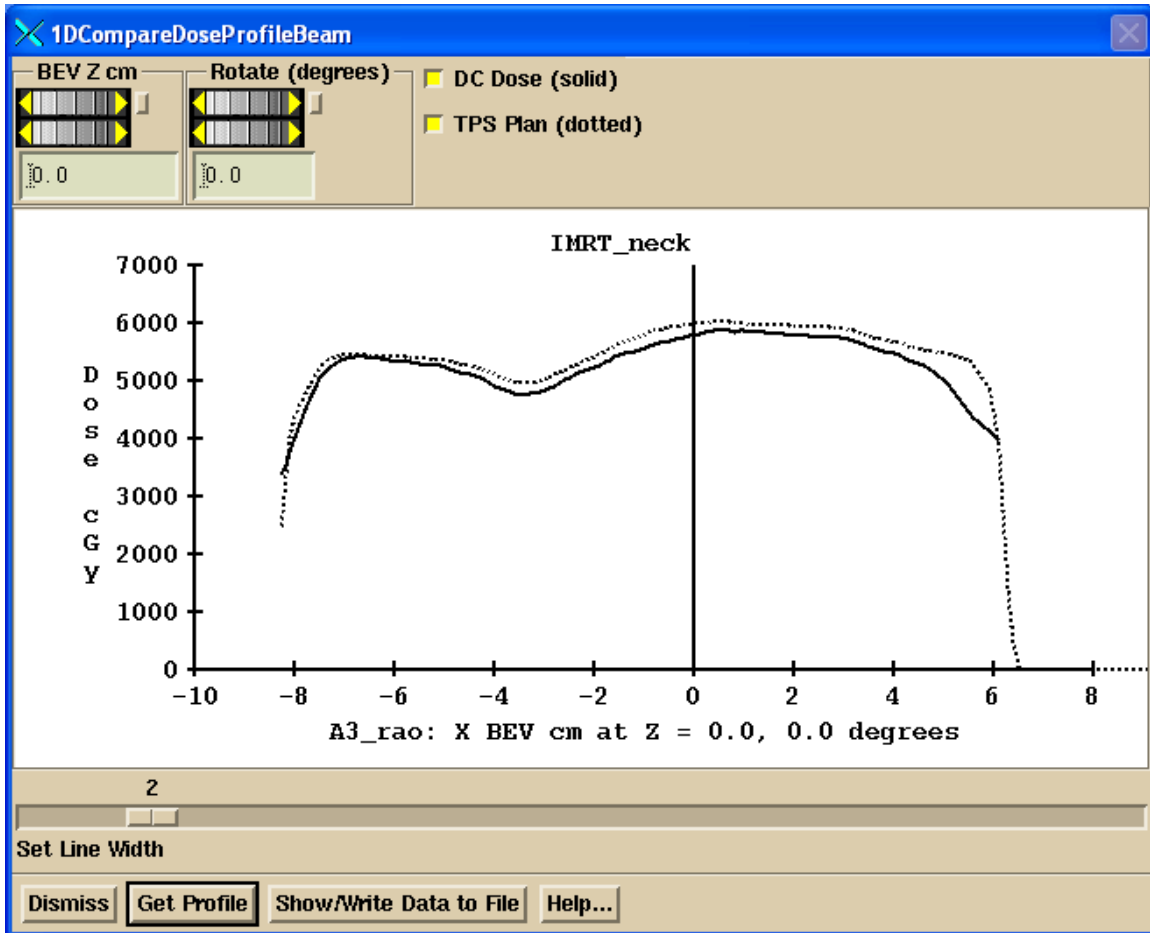 1DCompareDoseProfileBeam
BEV Z cm
Rotate (degrees)
DC Dose (solid)
TPS Plan (dotted)
0.0
0.0
IMRT_neck
7000
6000
5000
4000
3000
2000
1000
0
Dose cGy
-10
-8
-6
-4
-2
0
2
4
6
8
A3_rao: X BEV cm at Z = 0.0, 0.0 degrees
2
Set Line Width
Dismiss
Get Profile
Show/Write Data to File
Help...